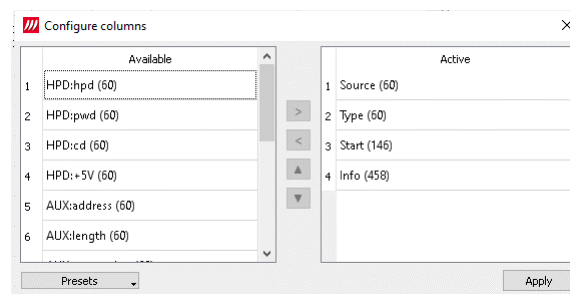 Configure columns
Available
1 HPD:hpd (60)
2 HPD:pwd (60)
3 HPD:cd (60)
4 HPD:+5V (60)
5 AUX:address (60)
6 AUX:length (60)
Active
1 Source (60)
2 Type (60)
3 Start (146)
4 Info (458)
Presets
Apply